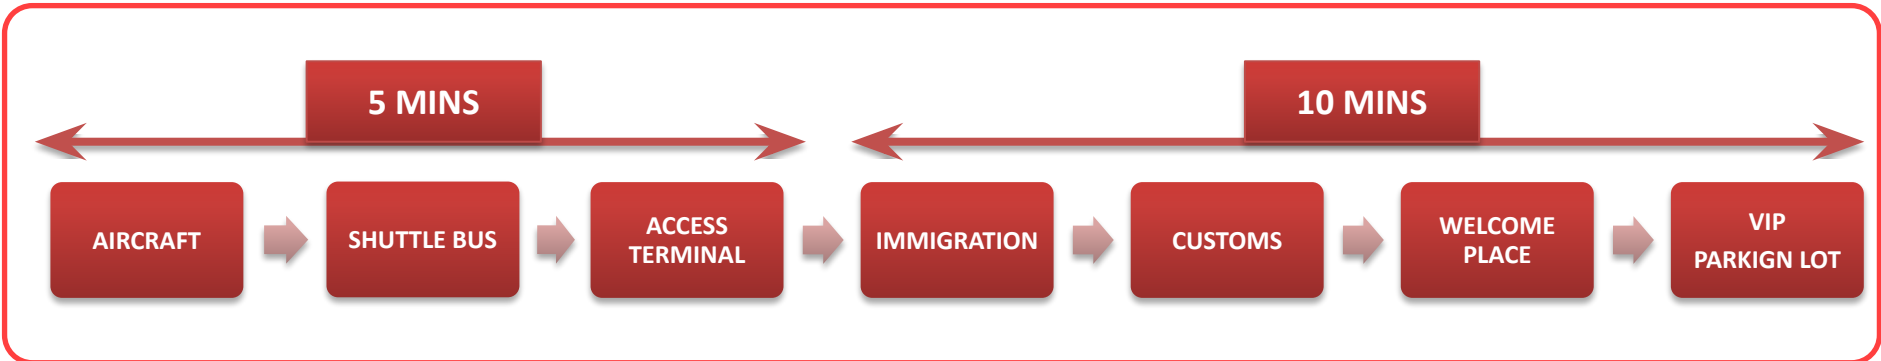 5 MINS
10 MINS
AIRCRAFT
SHUTTLE BUS
ACCESS
TERMINAL
IMMIGRATION
CUSTOMS
WELCOME
PLACE
VIP
PARKIGN LOT